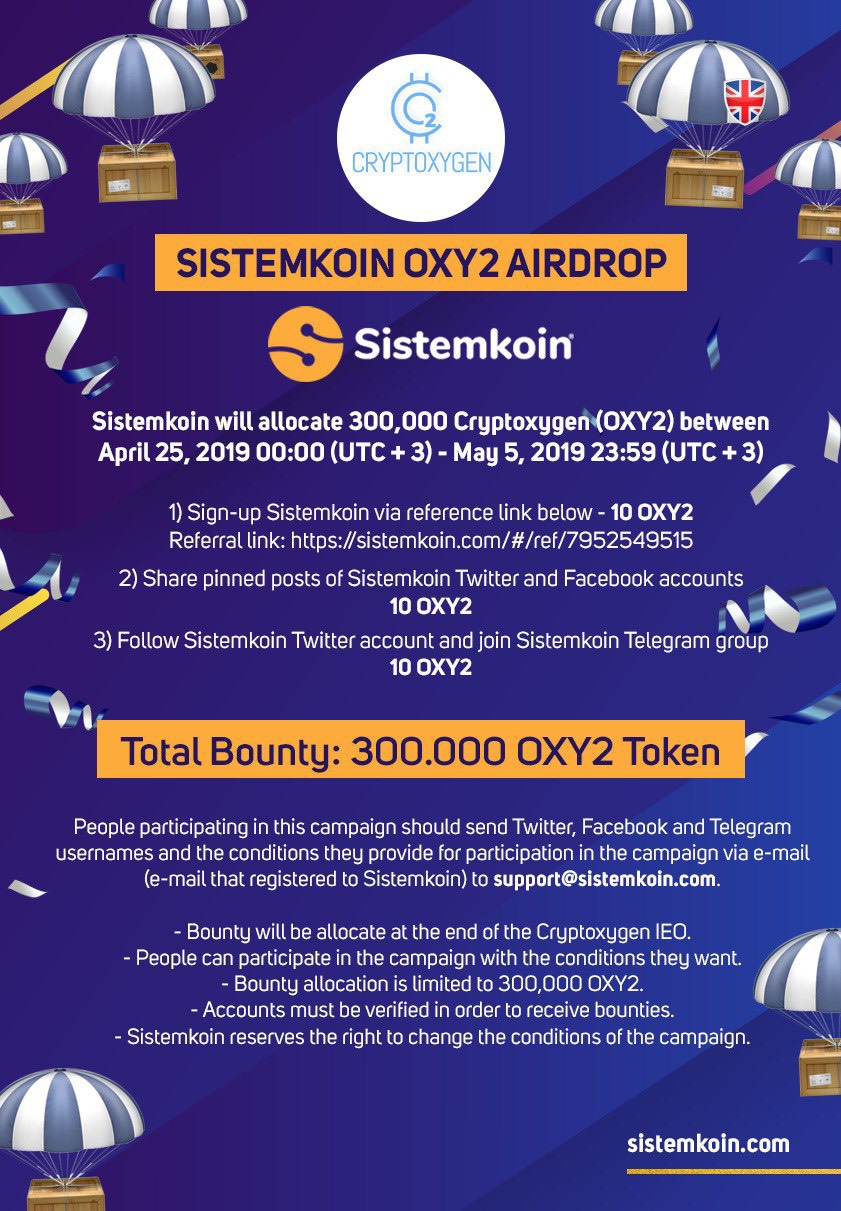 CRYPTOXYGEN
SISTEMKOIN OXY2 AIRDROP
Sistemkoin
Sistemkoin will allocate 300,000 Cryptoxygen (OXY2) between
April 25, 2019 00:00 (UTC + 3) - May 5, 2019 23:59 (UTC + 3)
1) Sign-up Sistemkoin via reference link below - 10 OXY2
Referral link: https://sistemkoin.com/#/ref/7952549515
2) Share pinned posts of Sistemkoin Twitter and Facebook accounts
10 OXY2
3) Follow Sistemkoin Twitter account and join Sistemkoin Telegram group
10 OXY2
Total Bounty: 300.000 OXY2 Token
People participating in this campaign should send Twitter, Facebook and Telegram
usernames and the conditions they provide for participation in the campaign via e-mail
(e-mail that registered to Sistemkoin) to support@sistemkoin.com.
- Bounty will be allocate at the end of the Cryptoxygen IEO.
- People can participate in the campaign with the conditions they want.
- Bounty allocation is limited to 300,000 OXY2.
- Accounts must be verified in order to receive bounties.
- Sistemkoin reserves the right to change the conditions of the campaign.
sistemkoin.com